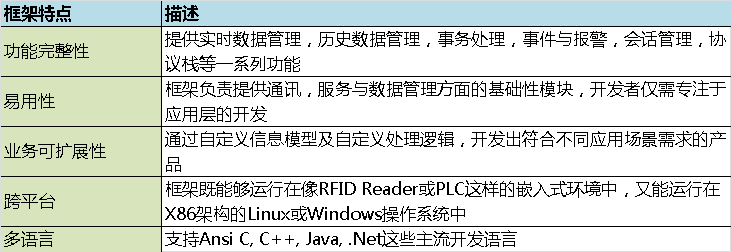 框架特点 描述
功能完整性 提供实时数据管理，历史数据管理，事务处理，事件与报警，会话管理，协
议栈等一系列功能
易用性 框架负责提供通讯，服务与数据管理方面的基础性模块，开发者仅需专注于
应用层的开发
业务可扩展性 通过自定义信息模型及自定义处理逻辑，开发出符合不同应用场景需求的产
品
跨平台 框架既能够运行在像RFID Reader或PLC这样的嵌入式环境中，又能运行在
X86架构的Linux或Windows操作系统中
多语言 支持Ansi C, C++, Java, .Net这些主流开发语言